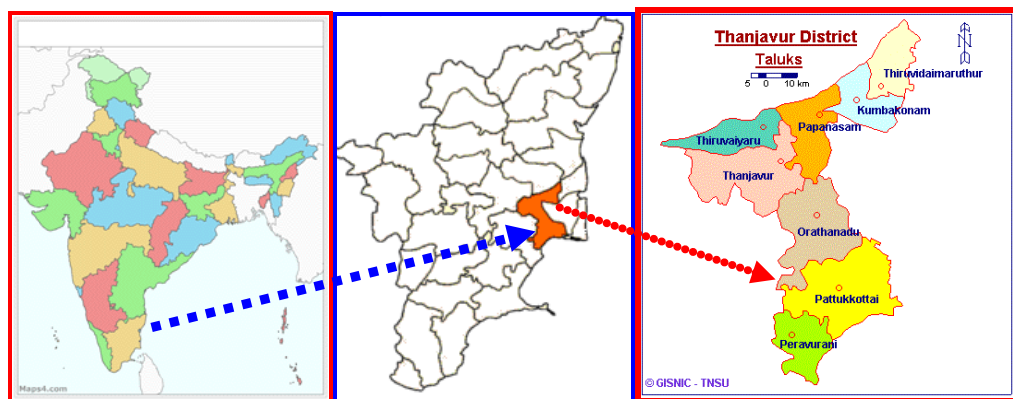 Maps4.com
Thanjavur District
Taluks
5 0 10 km
N
Thiruvidaimaruthur
Kumbakonam
Papanasam
Thiruvaiyaru
Thanjavur
Orathanadu
Pattukkottai
Peravurani
© GISNIC - TNSU